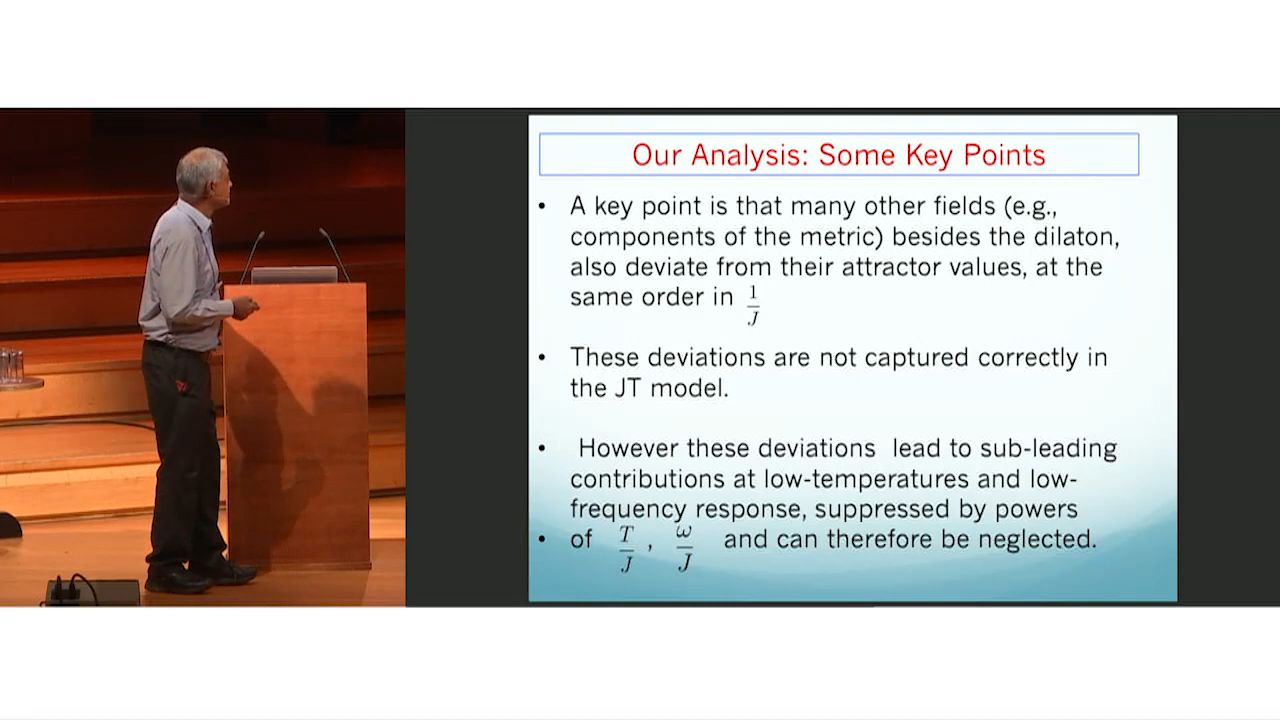 Our Analysis: Some Key Points
• A key point is that many other fields (e.g.,
components of the metric) besides the dilaton,
also deviate from their attractor values, at the
same order in 1/J
• These deviations are not captured correctly in
the JT model.
• However these deviations lead to sub-leading
contributions at low-temperatures and low-
frequency response, suppressed by powers
• of T/J , ω/J and can therefore be neglected.